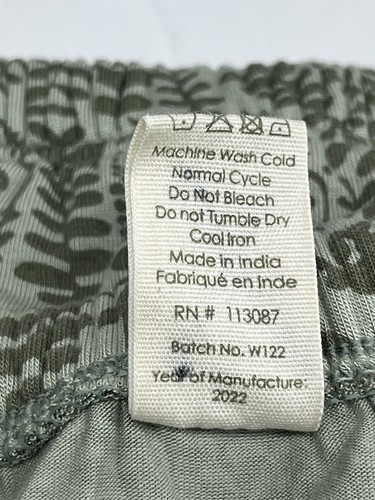 Machine Wash Cold
Normal Cycle
Do Not Bleach
Do not Tumble Dry
Cool Iron
Made in India
Fabriqué en Inde
RN # 113087
Batch No. W122
Year of Manufacture:
2022